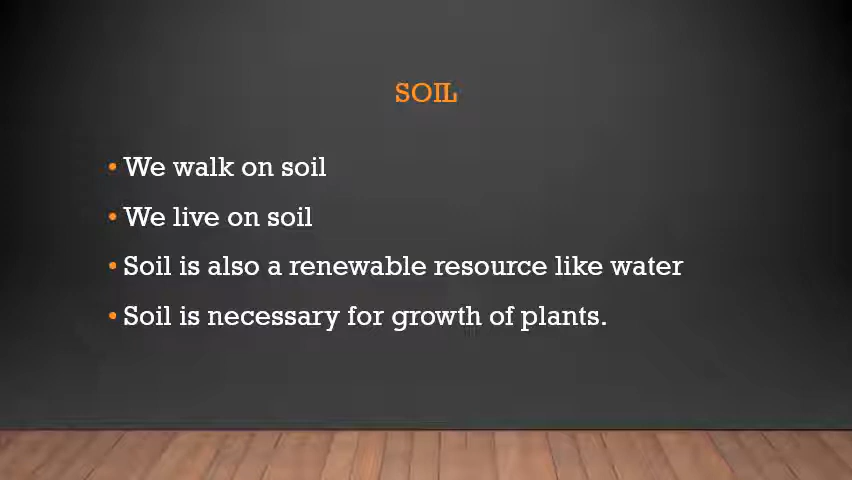 SOIL
• We walk on soil
• We live on soil
• Soil is also a renewable resource like water
• Soil is necessary for growth of plants.